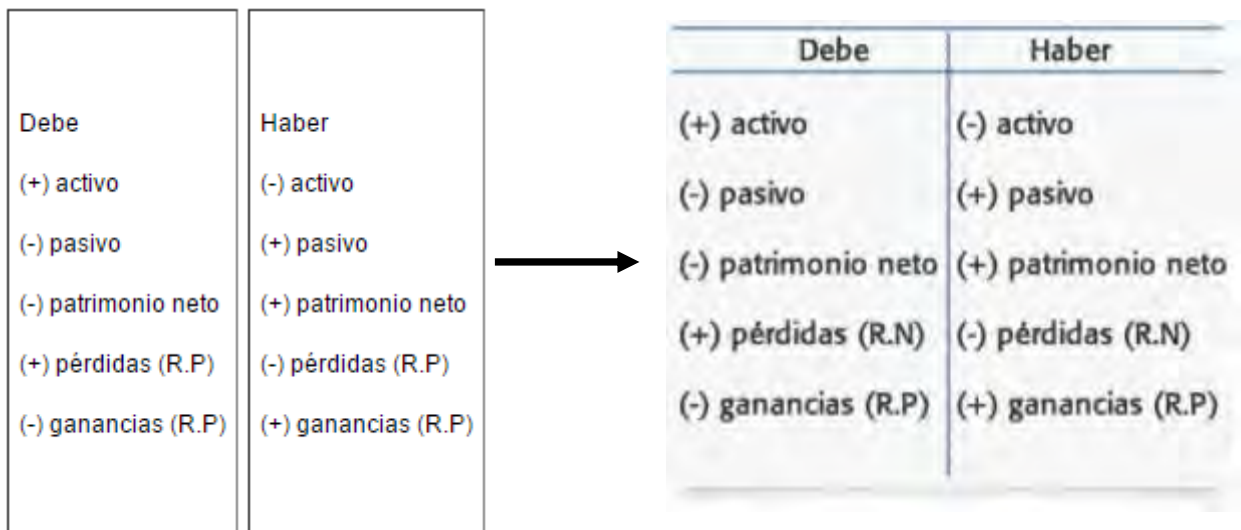 Debe
(+) activo
(-) pasivo
(-) patrimonio neto
(+) pérdidas (R.P)
(-) ganancias (R.P)
Haber
(-) activo
(+) pasivo
(+) patrimonio neto
(-) pérdidas (R.P)
(+) ganancias (R.P)
Debe Haber
(+) activo (-) activo
(-) pasivo (+) pasivo
(-) patrimonio neto (+) patrimonio neto
(+) pérdidas (R.N) (-) pérdidas (R.N)
(-) ganancias (R.P) (+) ganancias (R.P)